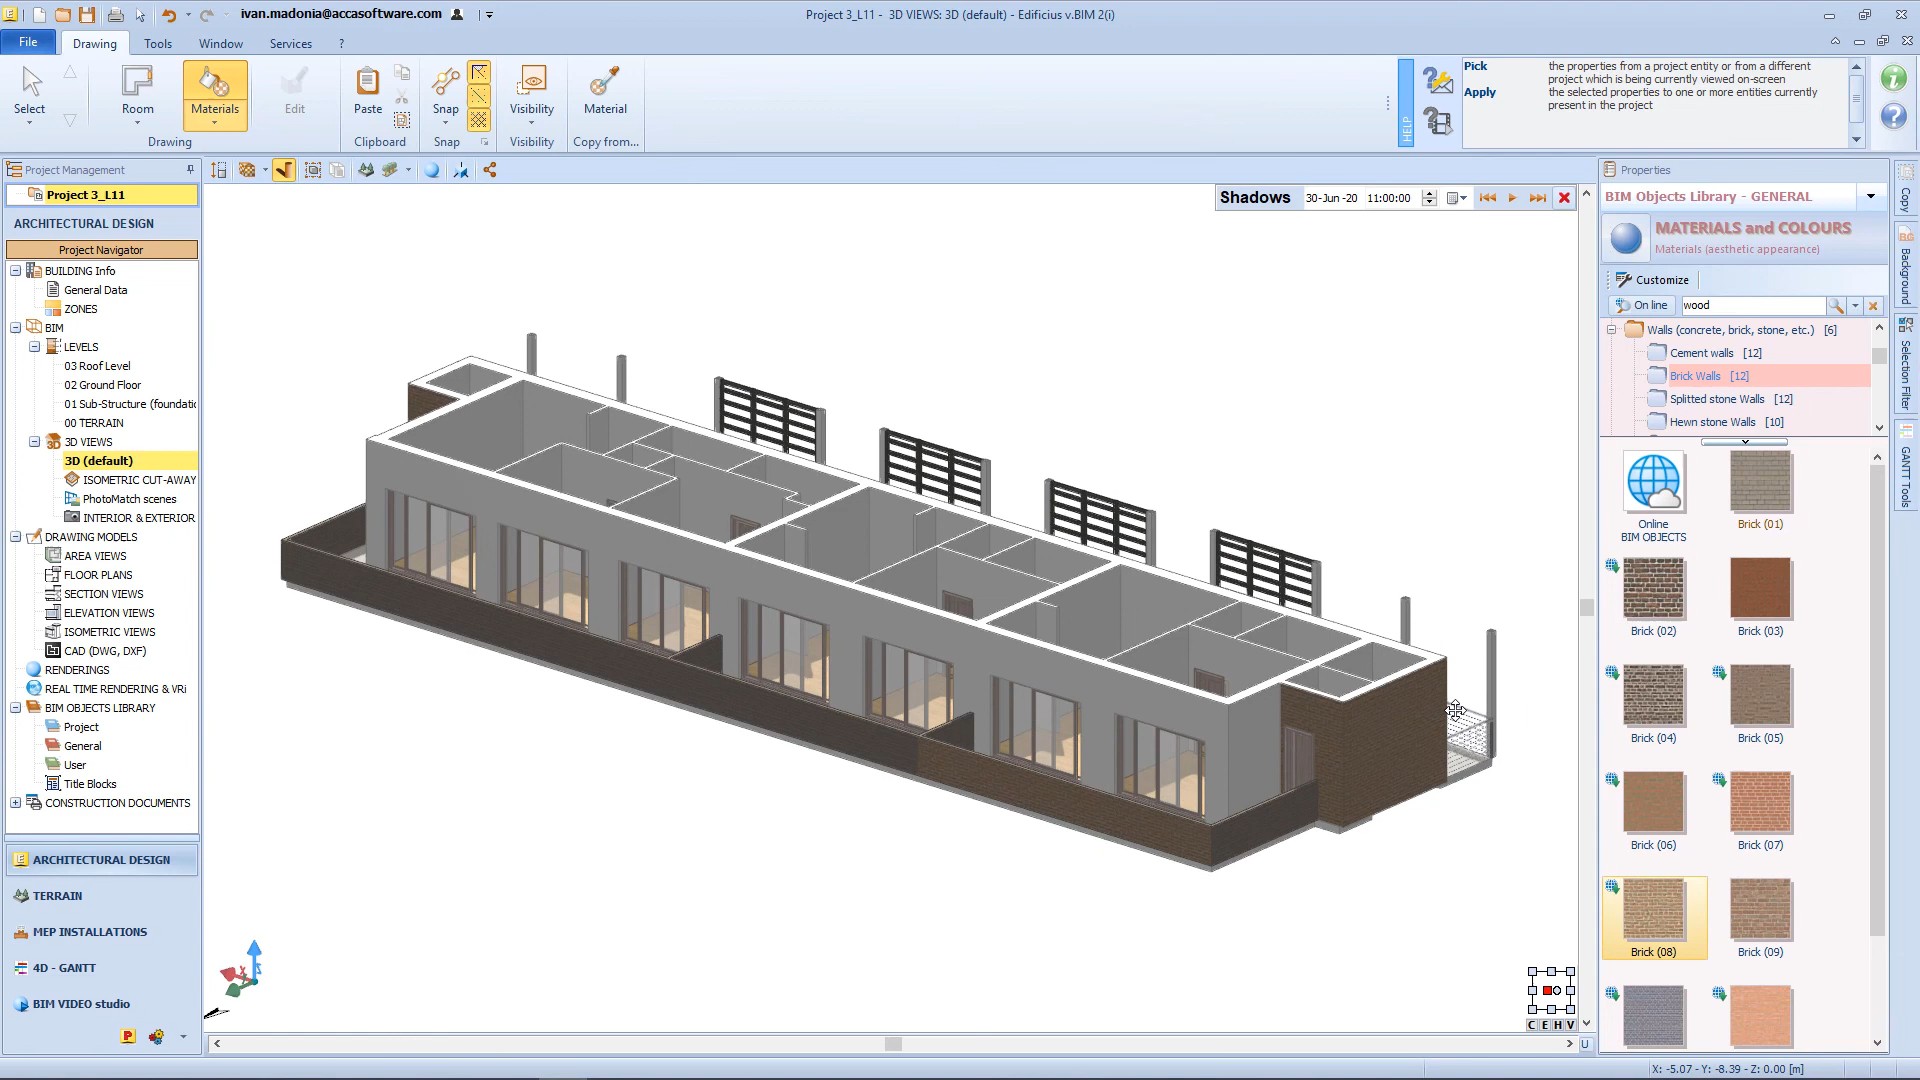 ivan.madonia@accasoftware.com
Project 3_L11 - 3D VIEWS: 3D (default) - Edificius v.BIM 2(i)
File
Drawing
Tools
Window
Services
?
Select
Room
Materials
Edit
Paste
Snap
Visibility
Material
Drawing
Clipboard
Snap
Visibility
Copy from...
HELP
Pick
the properties from a project entity or from a different
project which is being currently viewed on-screen
Apply
the selected properties to one or more entities currently
present in the project
Project Management
Project 3_L11
ARCHITECTURAL DESIGN
Project Navigator
BUILDING Info
General Data
ZONES
BIM
LEVELS
03 Roof Level
02 Ground Floor
01 Sub-Structure (foundatic
00 TERRAIN
3D VIEWS
3D (default)
ISOMETRIC CUT-AWAY
PhotoMatch scenes
INTERIOR & EXTERIOR
DRAWING MODELS
AREA VIEWS
FLOOR PLANS
SECTION VIEWS
ELEVATION VIEWS
ISOMETRIC VIEWS
CAD (DWG, DXF)
RENDERINGS
REAL TIME RENDERING & VRi
BIM OBJECTS LIBRARY
Project
General
User
Title Blocks
CONSTRUCTION DOCUMENTS
ARCHITECTURAL DESIGN
TERRAIN
MEP INSTALLATIONS
4D - GANTT
BIM VIDEO studio
Shadows 30-Jun -20 11:00:00
C E H V
U
Properties
BIM Objects Library - GENERAL
MATERIALS and COLOURS
Materials (aesthetic appearance)
Customize
On line
wood
Walls (concrete, brick, stone, etc.) [6]
Cement walls [12]
Brick Walls [12]
Splitted stone Walls [12]
Hewn stone Walls [10]
Online
BIM OBJECTS
Brick (01)
Brick (02)
Brick (03)
Brick (04)
Brick (05)
Brick (06)
Brick (07)
Brick (08)
Brick (09)
Copy
Background
Selection Filter
GANTT Tools
X: -5.07 - Y: -8.39 - Z: 0.00 [m]